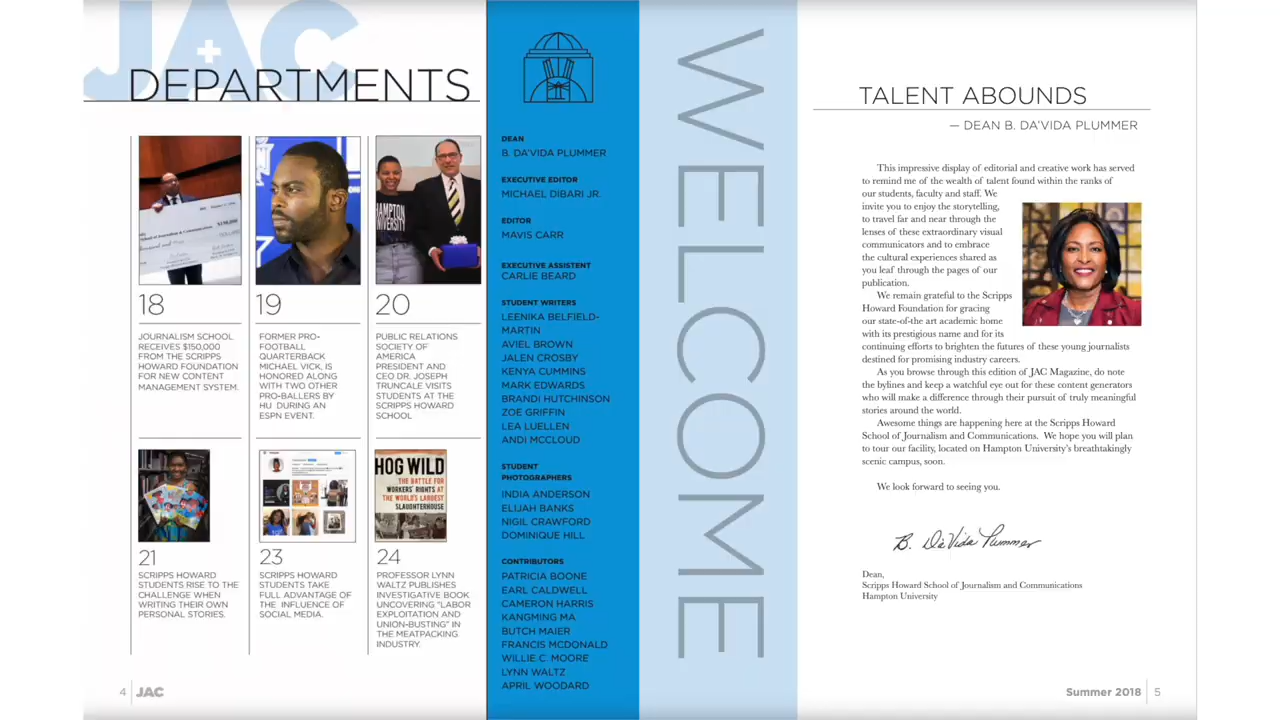 JAC
DEPARTMENTS
HAMPTON
UNIVERSITY
18
JOURNALISM SCHOOL
RECEIVES $150,000
FROM THE SCRIPPS
HOWARD FOUNDATION
FOR NEW CONTENT
MANAGEMENT SYSTEM.
19
FORMER PRO-
FOOTBALL
QUARTERBACK
MICHAEL VICK, IS
HONORED ALONG
WITH TWO OTHER
PRO-BALLERS BY
HU DURING AN
ESPN EVENT.
20
PUBLIC RELATIONS
SOCIETY OF
AMERICA
PRESIDENT AND
CEO DR. JOSEPH
TRUNCALE VISITS
STUDENTS AT THE
SCRIPPS HOWARD
SCHOOL
HOG WILD
THE BATTLE FOR
WORKERS' RIGHTS AT
THE WORLD'S LARGEST
SLAUGHTERHOUSE
21
SCRIPPS HOWARD
STUDENTS RISE TO THE
CHALLENGE WHEN
WRITING THEIR OWN
PERSONAL STORIES.
23
SCRIPPS HOWARD
STUDENTS TAKE
FULL ADVANTAGE OF
THE INFLUENCE OF
SOCIAL MEDIA.
24
PROFESSOR LYNN
WALTZ PUBLISHES
INVESTIGATIVE BOOK
UNCOVERING "LABOR
EXPLOITATION AND
UNION-BUSTING" IN
THE MEATPACKING
INDUSTRY.
4 JAC
DEAN
B. DA'VIDA PLUMMER
EXECUTIVE EDITOR
MICHAEL DIBARI JR.
EDITOR
MAVIS CARR
EXECUTIVE ASSISTENT
CARLIE BEARD
STUDENT WRITERS
LEENIKA BELFIELD-
MARTIN
AVIEL BROWN
JALEN CROSBY
KENYA CUMMINS
MARK EDWARDS
BRANDI HUTCHINSON
ZOE GRIFFIN
LEA LUELLEN
ANDI MCCLOUD
STUDENT
PHOTOGRAPHERS
INDIA ANDERSON
ELIJAH BANKS
NIGIL CRAWFORD
DOMINIQUE HILL
CONTRIBUTORS
PATRICIA BOONE
EARL CALDWELL
CAMERON HARRIS
KANGMING MA
BUTCH MAIER
FRANCIS MCDONALD
WILLIE C. MOORE
LYNN WALTZ
APRIL WOODARD
WELCOME
TALENT ABOUNDS
— DEAN B. DA'VIDA PLUMMER
This impressive display of editorial and creative work has served
to remind me of the wealth of talent found within the ranks of
our students, faculty and staff. We
invite you to enjoy the storytelling,
to travel far and near through the
lenses of these extraordinary visual
communicators and to embrace
the cultural experiences shared as
you leaf through the pages of our
publication.
We remain grateful to the Scripps
Howard Foundation for gracing
our state-of-the art academic home
with its prestigious name and for its
continuing efforts to brighten the futures of these young journalists
destined for promising industry careers.
As you browse through this edition of JAC Magazine, do note
the bylines and keep a watchful eye out for these content generators
who will make a difference through their pursuit of truly meaningful
stories around the world.
Awesome things are happening here at the Scripps Howard
School of Journalism and Communications. We hope you will plan
to tour our facility, located on Hampton University's breathtakingly
scenic campus, soon.
We look forward to seeing you.
B. Da'Vida Plummer
Dean,
Scripps Howard School of Journalism and Communications
Hampton University
Summer 2018 5